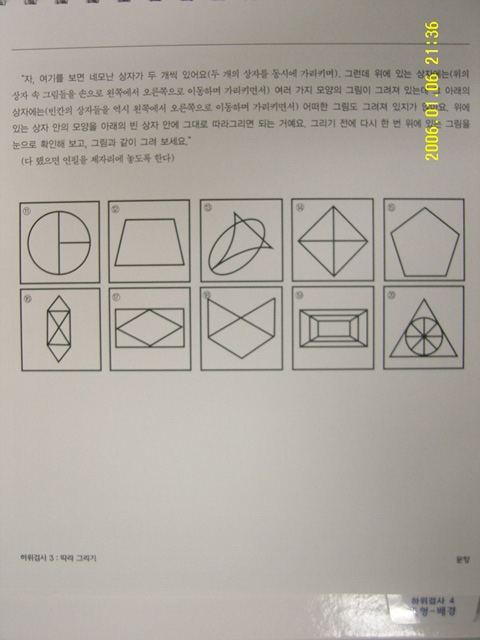 "자, 여기를 보면 네모난 상자가 두 개씩 있어요(두 개의 상자를 동시에 가리키며). 그런데 위에 있는 상자에는(위의
상자 속 그림들을 손으로 왼쪽에서 오른쪽으로 이동하며 가리키면서) 여러 가지 모양의 그림이 그려져 있는데 아래의
상자에는(빈칸의 상자들을 역시 왼쪽에서 오른쪽으로 이동하며 가리키면서) 어떠한 그림도 그려져 있지가 않아요. 위에
있는 상자 안의 모양을 아래의 빈 상자 안에 그대로 따라그리면 되는 거예요. 그리기 전에 다시 한 번 위에 있는 그림을
눈으로 확인해 보고, 그림과 같이 그려 보세요."
(다 했으면 연필을 제자리에 놓도록 한다)
2006.01.06 21:36
⑪ ⑫ ⑬ ⑭ ⑮
⑯ ⑰ ⑱ ⑲ ⑳
하위검사 3 : 따라 그리기
문항
하위검사 4
형-배경